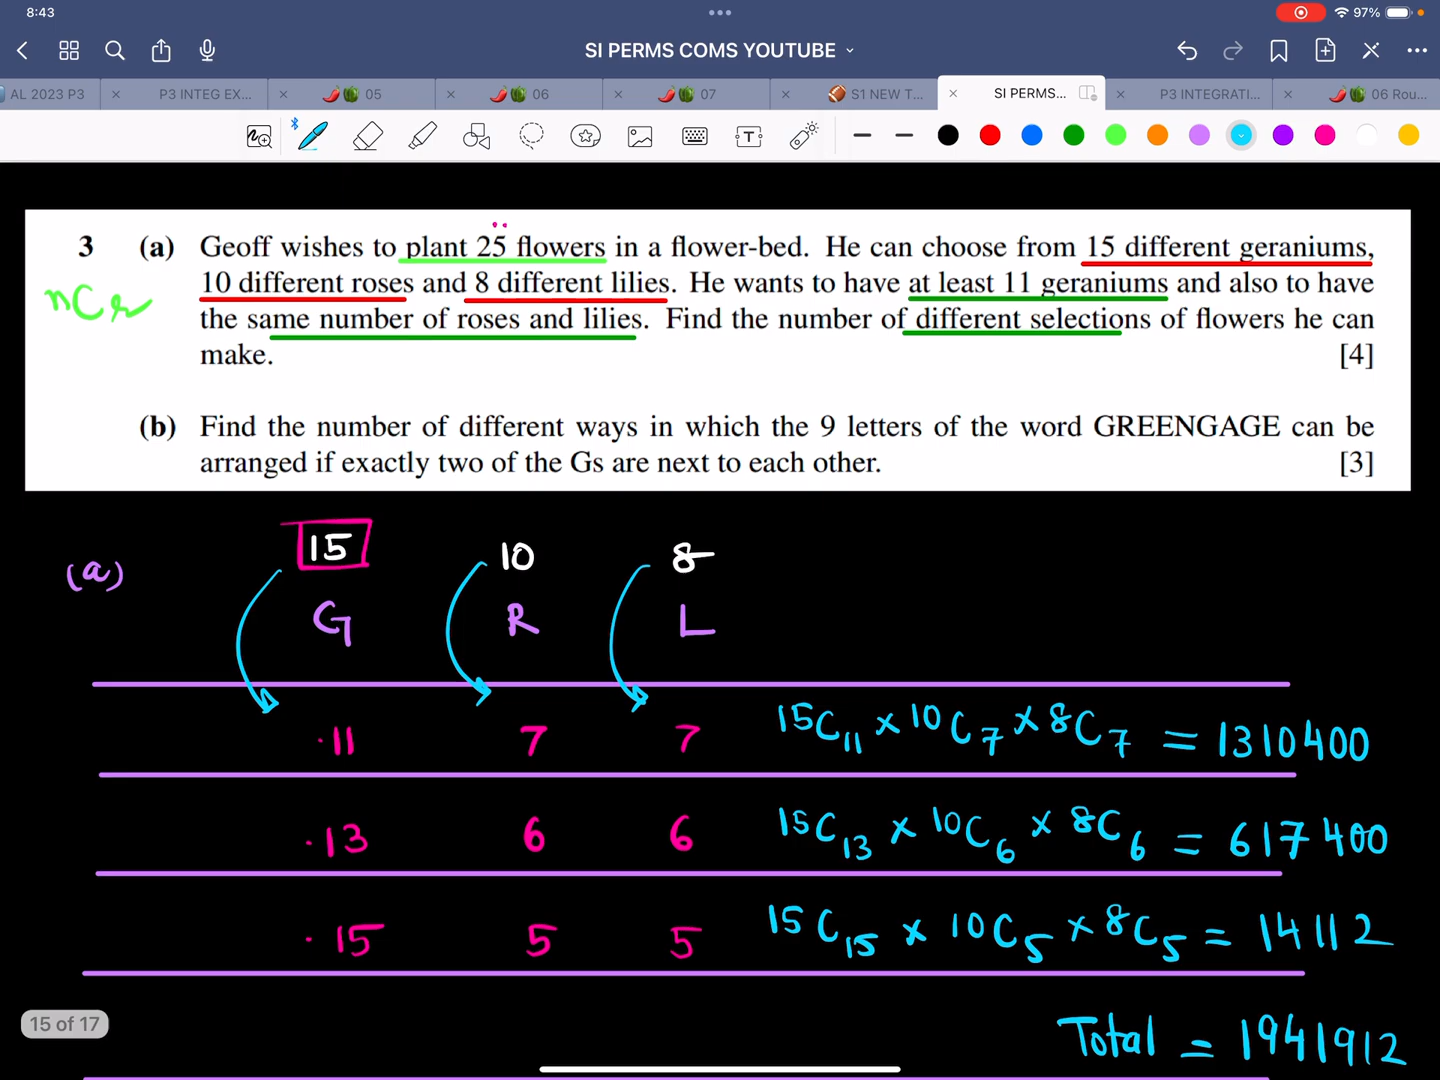 8:43
97%
SI PERMS COMS YOUTUBE
AL 2023 P3
P3 INTEG EX...
05
06
07
S1 NEW T...
SI PERMS...
P3 INTEGRATI...
06 Rou...
3 (a) Geoff wishes to plant 25 flowers in a flower-bed. He can choose from 15 different geraniums,
10 different roses and 8 different lilies. He wants to have at least 11 geraniums and also to have
nCr
the same number of roses and lilies. Find the number of different selections of flowers he can
make. [4]
(b) Find the number of different ways in which the 9 letters of the word GREENGAGE can be
arranged if exactly two of the Gs are next to each other. [3]
(a) 15 10 8
G R L
11 7 7 15C11 × 10C7 × 8C7 = 1310400
13 6 6 15C13 × 10C6 × 8C6 = 617400
15 5 5 15C15 × 10C5 × 8C5 = 14112
15 of 17
Total = 1941912